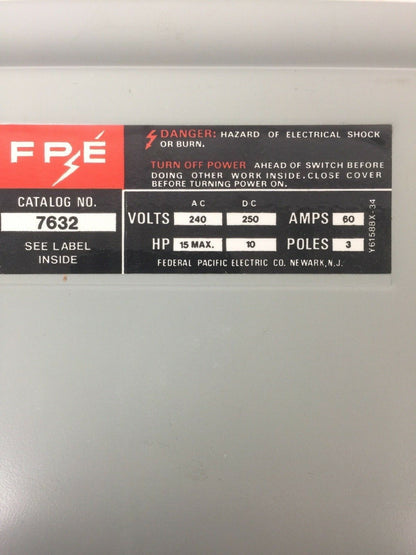 FPÉ
DANGER: HAZARD OF ELECTRICAL SHOCK
OR BURN.
TURN OFF POWER AHEAD OF SWITCH BEFORE
DOING OTHER WORK INSIDE. CLOSE COVER
BEFORE TURNING POWER ON.
CATALOG NO.
7632
SEE LABEL
INSIDE
AC DC
VOLTS 240 250 AMPS 60
HP 15 MAX. 10 POLES 3
FEDERAL PACIFIC ELECTRIC CO. NEWARK, N.J.
Y61588X-34